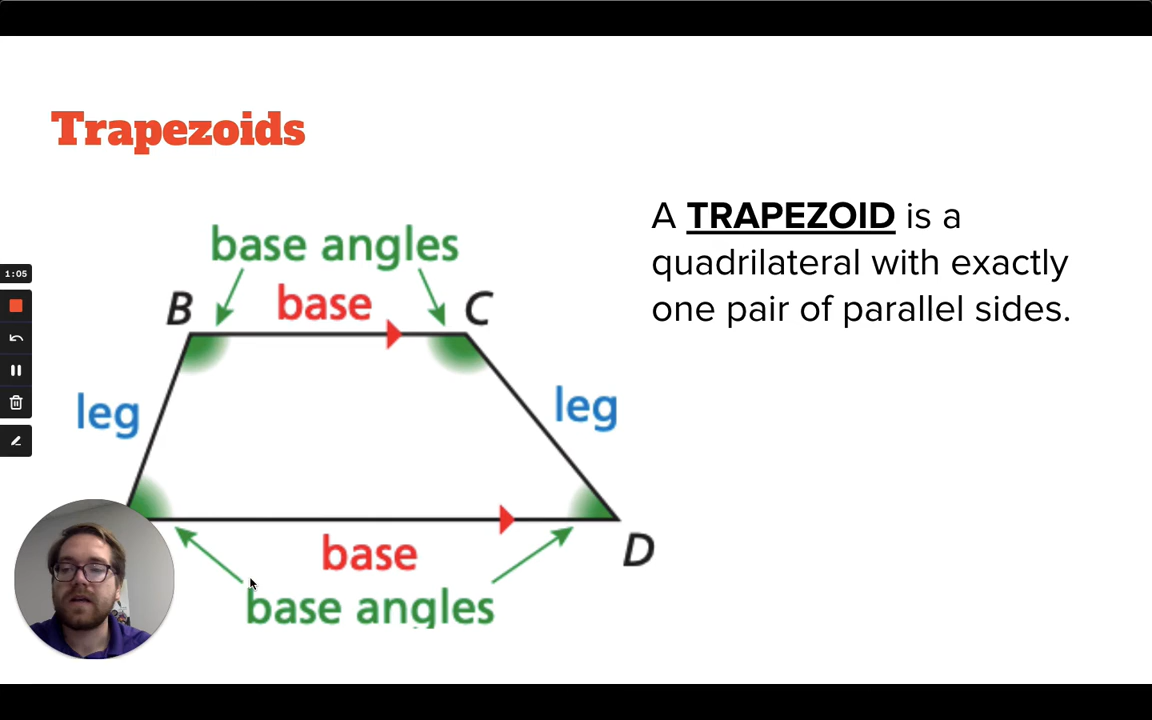 Trapezoids
A TRAPEZOID is a
quadrilateral with exactly
one pair of parallel sides.
base angles
B base C
1:05
leg
leg
base
D
base angles